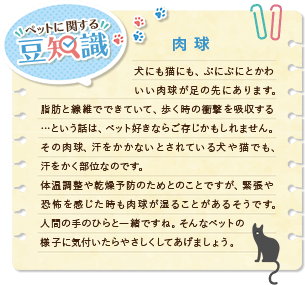 ペットに関する
豆知識
肉球
犬にも猫にも、ぷにぷにとかわ
いい肉球が足の先にあります。
脂肪と線維でできていて、歩く時の衝撃を吸収する
…という話は、ペット好きならご存じかもしれません。
その肉球、汗をかかないとされている犬や猫でも、
汗をかく部位なのです。
体温調整や乾燥予防のためとのことですが、緊張や
恐怖を感じた時も肉球が湿ることがあるそうです。
人間の手のひらと一緒ですね。そんなペットの
様子に気付いたらやさしくしてあげましょう。